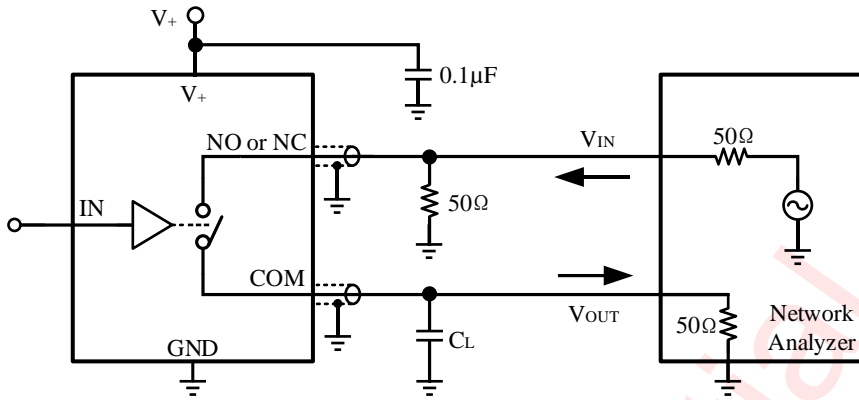 V+
V+
0.1µF
NO or NC
VIN
50Ω
50Ω
IN
COM
VOUT
50Ω
CL
GND
Network
Analyzer